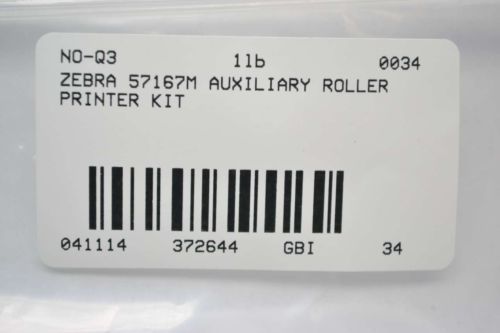 NO-Q3 1lb 0034
ZEBRA 57167M AUXILIARY ROLLER
PRINTER KIT
041114 372644 GBI 34